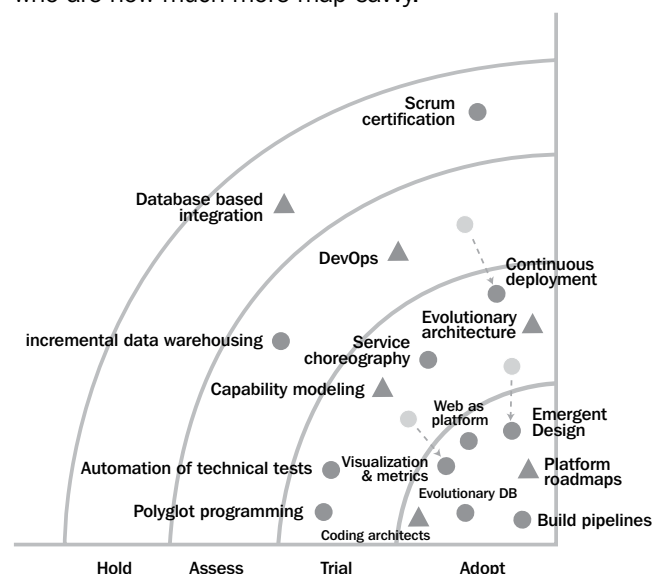 who are now much more map-savvy.
Scrum
certification
Database based
integration
DevOps
Continuous
deployment
Evolutionary
architecture
incremental data warehousing
Service
choreography
Capability modeling
Web as
platform
Emergent
Design
Automation of technical tests
Visualization
& metrics
Platform
roadmaps
Evolutionary DB
Polyglot programming
Build pipelines
Coding architects
Hold
Assess
Trial
Adopt